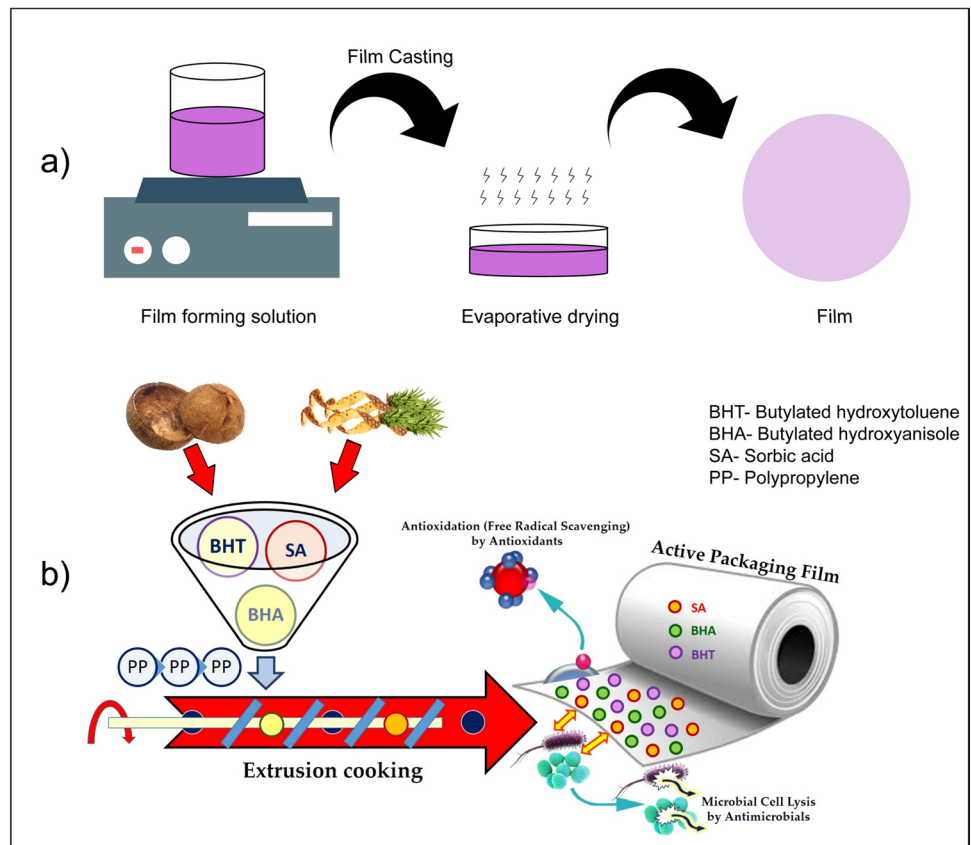 a)
Film Casting
Film forming solution
Evaporative drying
Film
b)
BHT- Butylated hydroxytoluene
BHA- Butylated hydroxyanisole
SA- Sorbic acid
PP- Polypropylene
BHT
SA
BHA
PP
PP
PP
Extrusion cooking
Antioxidation (Free Radical Scavenging)
by Antioxidants
Active Packaging Film
SA
BHA
BHT
Microbial Cell Lysis
by Antimicrobials